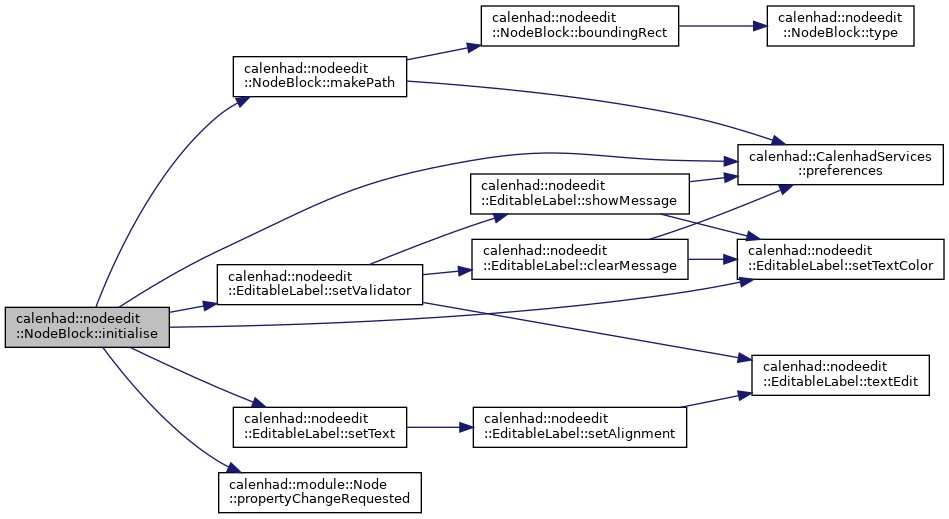 calenhad::nodeedit
::NodeBlock::boundingRect
calenhad::nodeedit
::NodeBlock::type
calenhad::nodeedit
::NodeBlock::makePath
calenhad::CalenhadServices
::preferences
calenhad::nodeedit
::EditableLabel::showMessage
calenhad::nodeedit
::EditableLabel::clearMessage
calenhad::nodeedit
::EditableLabel::setTextColor
calenhad::nodeedit
::EditableLabel::setValidator
calenhad::nodeedit
::NodeBlock::initialise
calenhad::nodeedit
::EditableLabel::textEdit
calenhad::nodeedit
::EditableLabel::setText
calenhad::nodeedit
::EditableLabel::setAlignment
calenhad::module::Node
::propertyChangeRequested